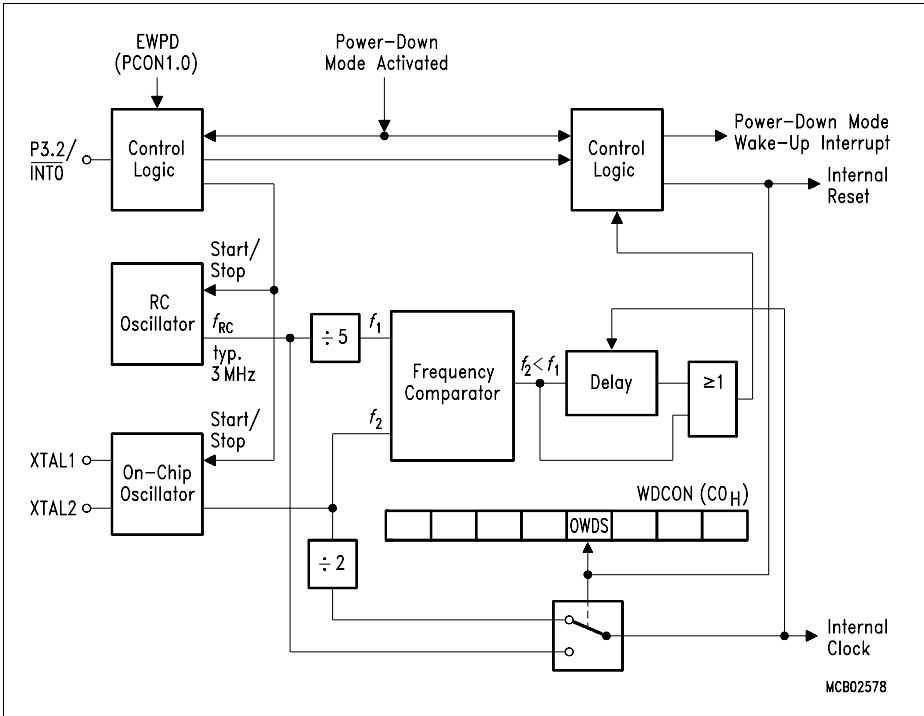 EWPD
(PCON1.0)
Power-Down
Mode Activated
P3.2/
INT0
Control
Logic
Control
Logic
Power-Down Mode
Wake-Up Interrupt
Internal
Reset
Start/
Stop
RC
Oscillator
fRC
typ.
3 MHz
÷ 5
f1
Frequency
Comparator
f2 < f1
Delay
≥1
f2
Start/
Stop
XTAL1
XTAL2
On-Chip
Oscillator
WDCON (C0H)
OWDS
÷ 2
Internal
Clock
MCB02578